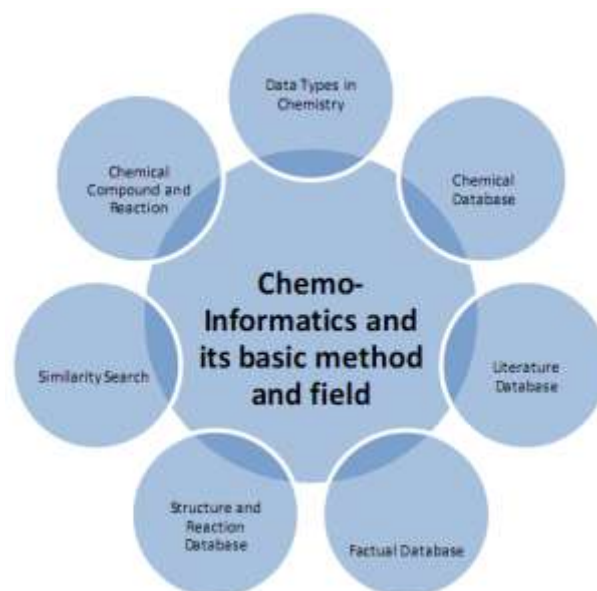 Data Types in
Chemistry
Chemical
Compound and
Reaction
Chemical
Database
Chemo-
Informatics and
its basic method
and field
Similarity Search
Literature
Database
Structure and
Reaction
Database
Factual Database